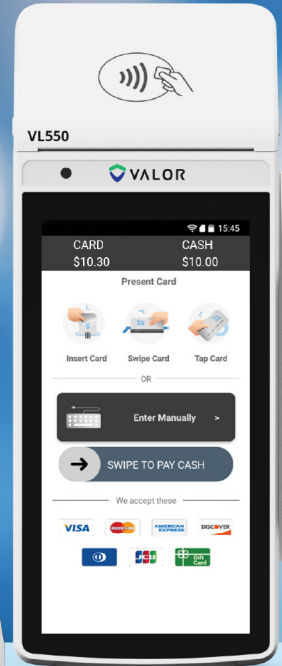 VL550
VALOR
15:45
CARD CASH
$10.30 $10.00
Present Card
Insert Card Swipe Card Tap Card
OR
Enter Manually >
SWIPE TO PAY CASH
We accept these
VISA MasterCard AMERICAN EXPRESS DISCOVER
JCB Gift Card